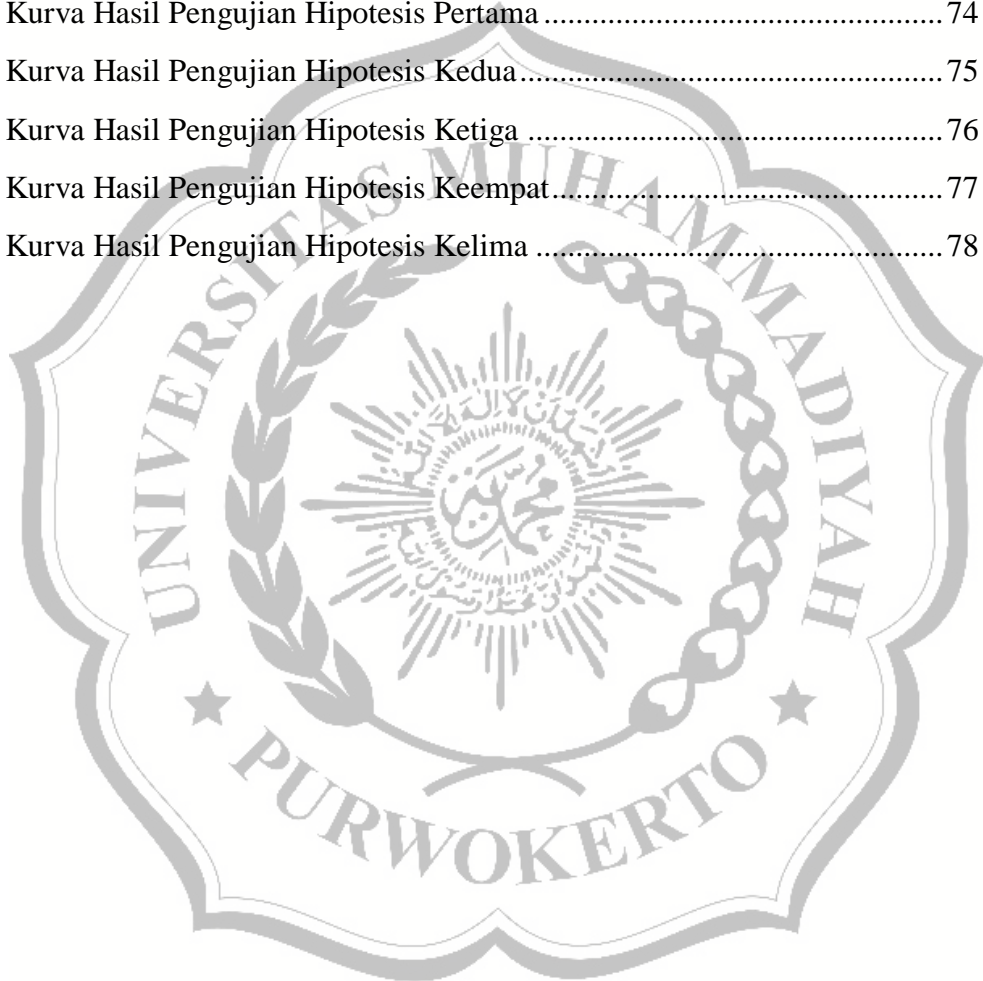 Kurva Hasil Pengujian Hipotesis Pertama ........................................................ 74
Kurva Hasil Pengujian Hipotesis Kedua ........................................................ 75
Kurva Hasil Pengujian Hipotesis Ketiga ........................................................ 76
Kurva Hasil Pengujian Hipotesis Keempat ........................................................ 77
Kurva Hasil Pengujian Hipotesis Kelima ........................................................ 78
UNIVERSITAS MUHAMMADIYAH
PURWOKERTO